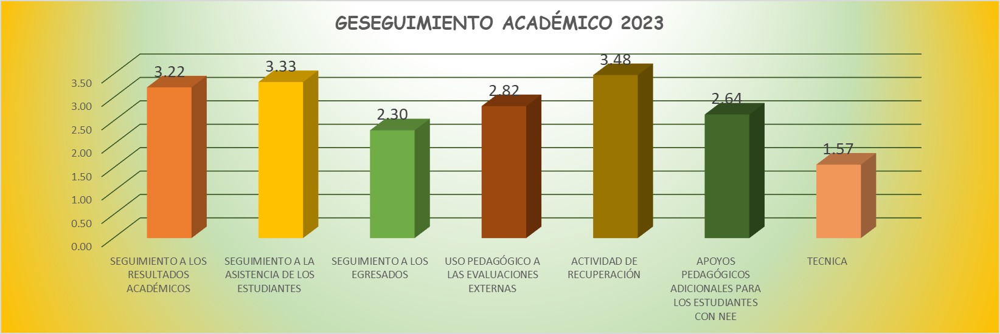 GESEGUIMIENTO ACADÉMICO 2023
3.22
3.33
2.30
2.82
3.48
2.64
1.57
3.50
3.00
2.50
2.00
1.50
1.00
0.50
0.00
SEGUIMIENTO A LOS
RESULTADOS
ACADÉMICOS
SEGUIMIENTO A LA
ASISTENCIA DE LOS
ESTUDIANTES
SEGUIMIENTO A LOS
EGRESADOS
USO PEDAGÓGICO A
LAS EVALUACIONES
EXTERNAS
ACTIVIDAD DE
RECUPERACIÓN
APOYOS
PEDAGÓGICOS
ADICIONALES PARA
LOS ESTUDIANTES
CON NEE
TECNICA